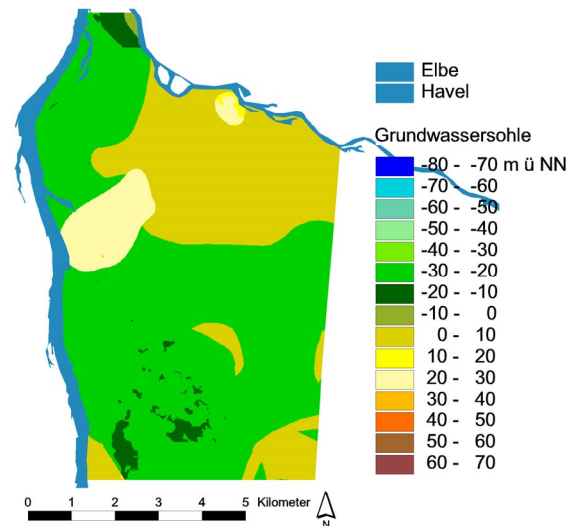 Elbe
Havel
Grundwassersohle
-80 - -70 m ü NN
-70 - -60
-60 - -50
-50 - -40
-40 - -30
-30 - -20
-20 - -10
-10 - 0
0 - 10
10 - 20
20 - 30
30 - 40
40 - 50
50 - 60
60 - 70
0 1 2 3 4 5 Kilometer
N